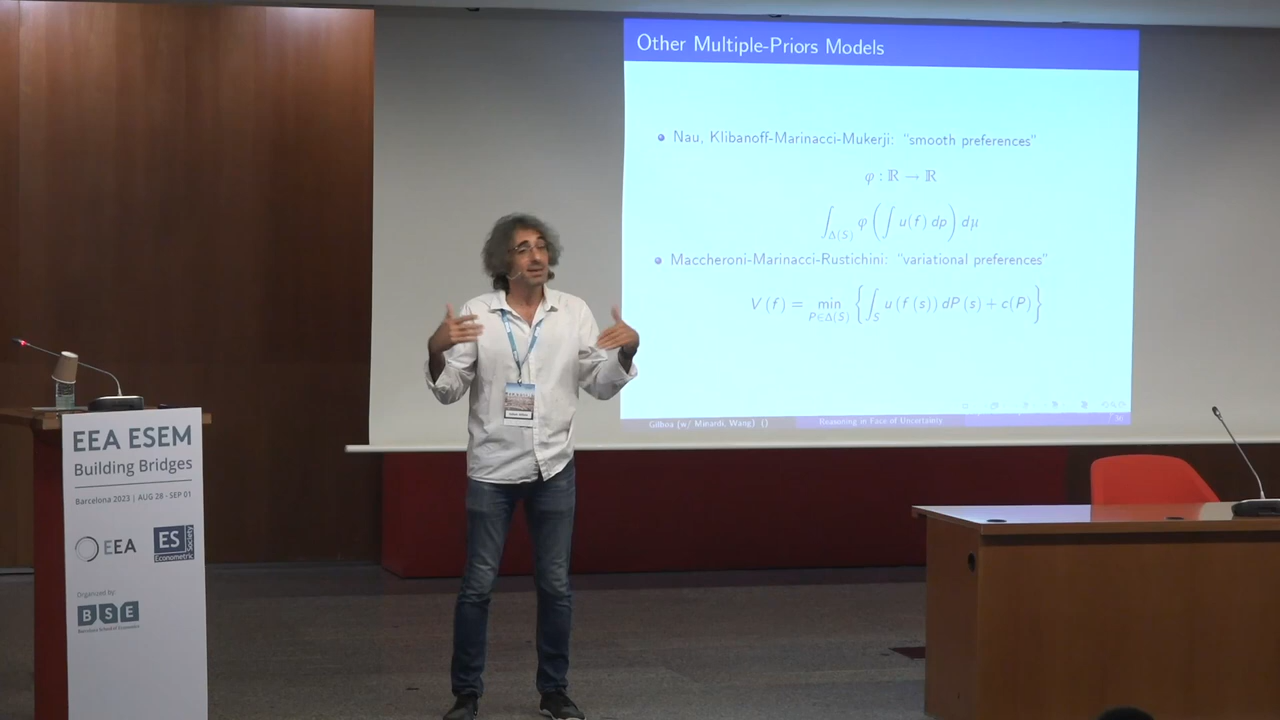 Other Multiple-Priors Models
Nau, Klibanoff-Marinacci-Mukerji: “smooth preferences”
φ : ℝ → ℝ
∫_{Δ(S)} φ ( ∫ u(f) dp ) dμ
Maccheroni-Marinacci-Rustichini: “variational preferences”
V (f) = min_{P∈Δ(S)} { ∫_S u (f (s)) dP (s) + c(P) }
Gilboa (w/ Minardi, Wang) ()
Reasoning in Face of Uncertainty
EEA ESEM
Building Bridges
Barcelona 2023 | AUG 28 - SEP 01
EEA
ES
Econometric
Society
Organized by:
BSE
Barcelona School of Economics